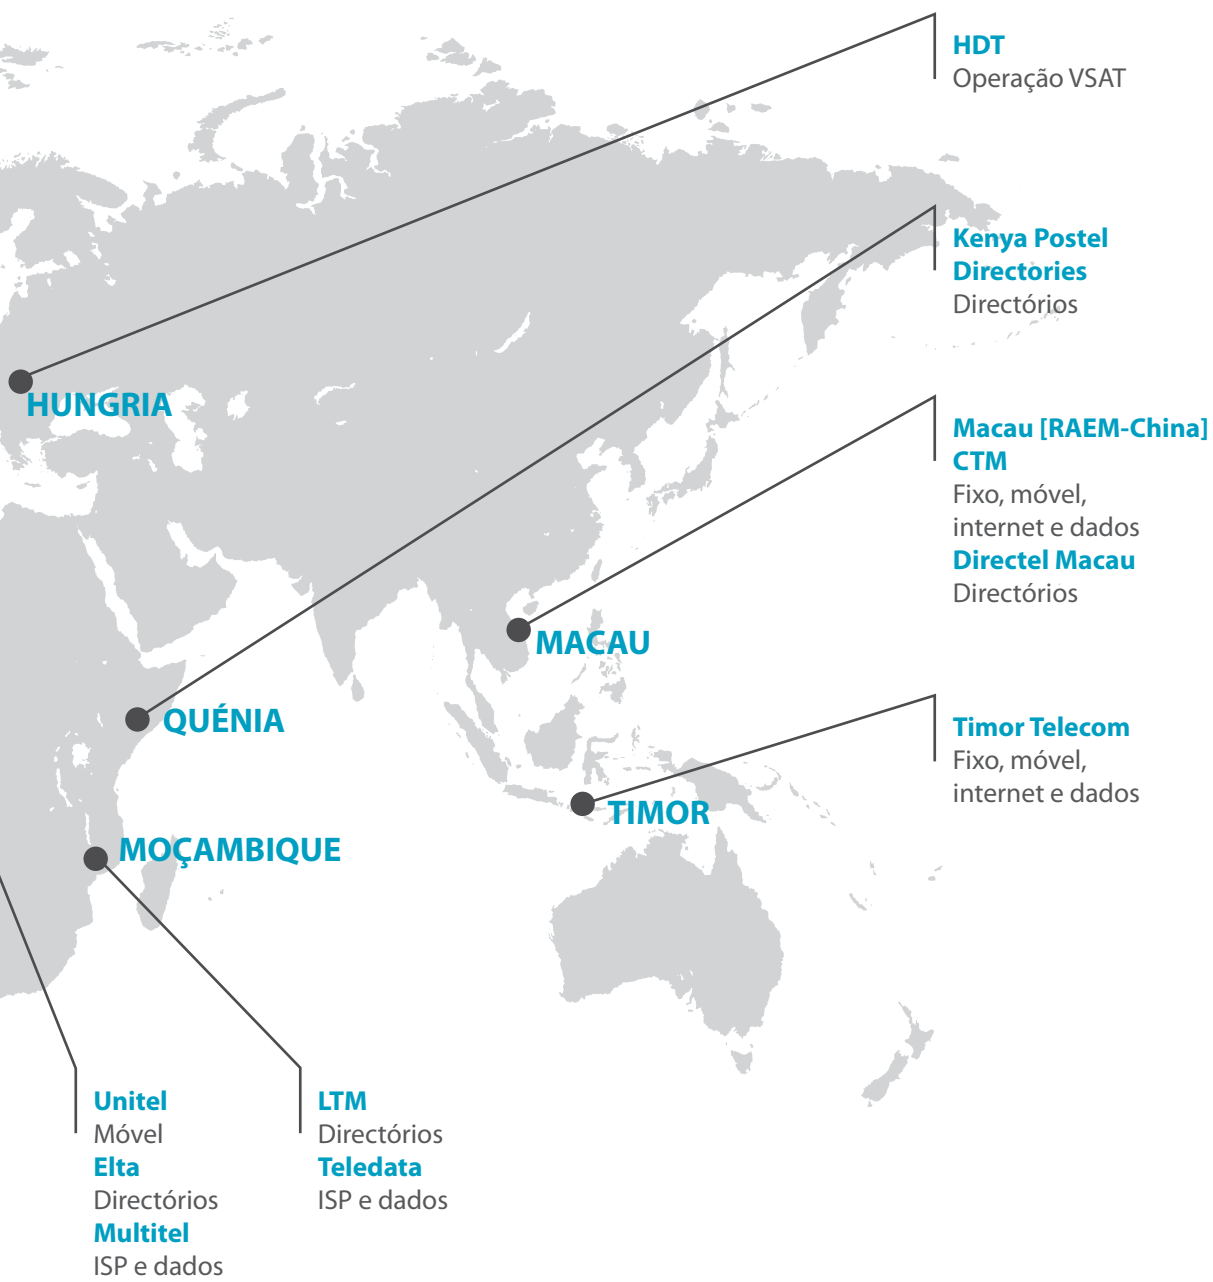 HDT
Operação VSAT
Kenya Postel
Directories
Directórios
HUNGRIA
Macau [RAEM-China]
CTM
Fixo, móvel,
internet e dados
Directel Macau
Directórios
MACAU
QUÉNIA
Timor Telecom
Fixo, móvel,
internet e dados
TIMOR
MOÇAMBIQUE
Unitel
Móvel
Elta
Directórios
Multitel
ISP e dados
LTM
Directórios
Teledata
ISP e dados